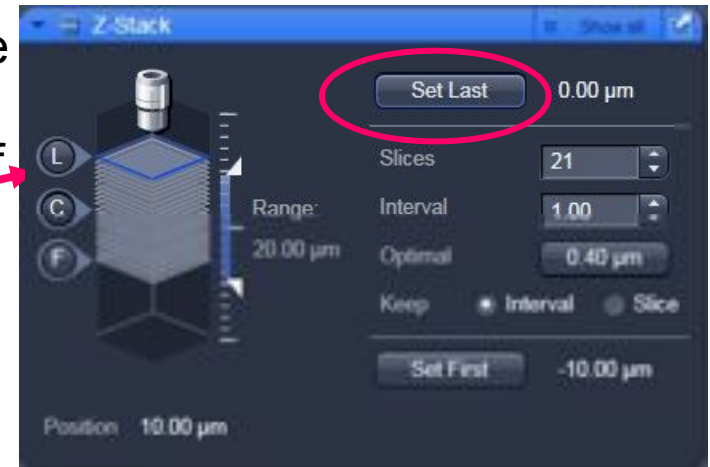 e
Z-Stack Show all
Set Last 0.00 µm
f
L
Slices 21
C Range: Interval 1.00
F 20.00 µm Optimal 0.40 µm
Keep Interval Slice
Set First -10.00 µm
Position 10.00 µm